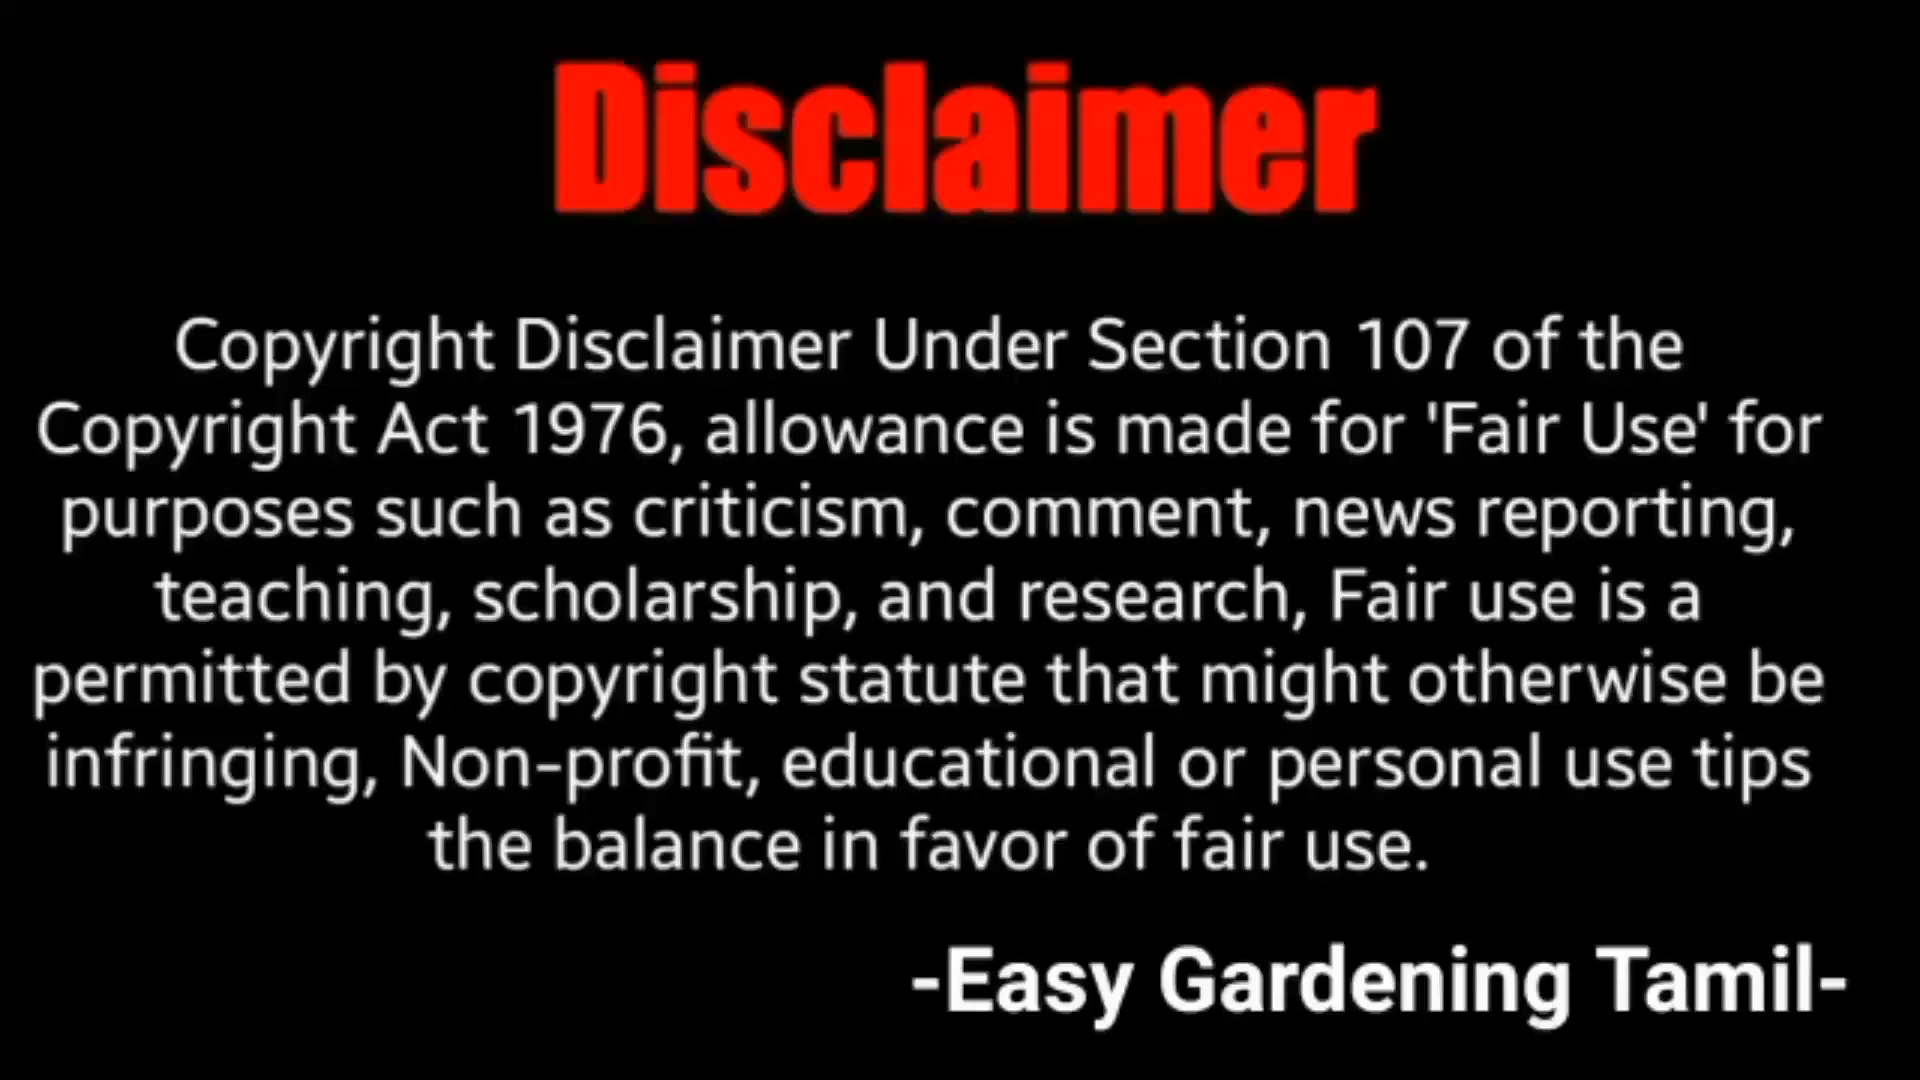 Disclaimer
Copyright Disclaimer Under Section 107 of the
Copyright Act 1976, allowance is made for 'Fair Use' for
purposes such as criticism, comment, news reporting,
teaching, scholarship, and research, Fair use is a
permitted by copyright statute that might otherwise be
infringing, Non-profit, educational or personal use tips
the balance in favor of fair use.
-Easy Gardening Tamil-